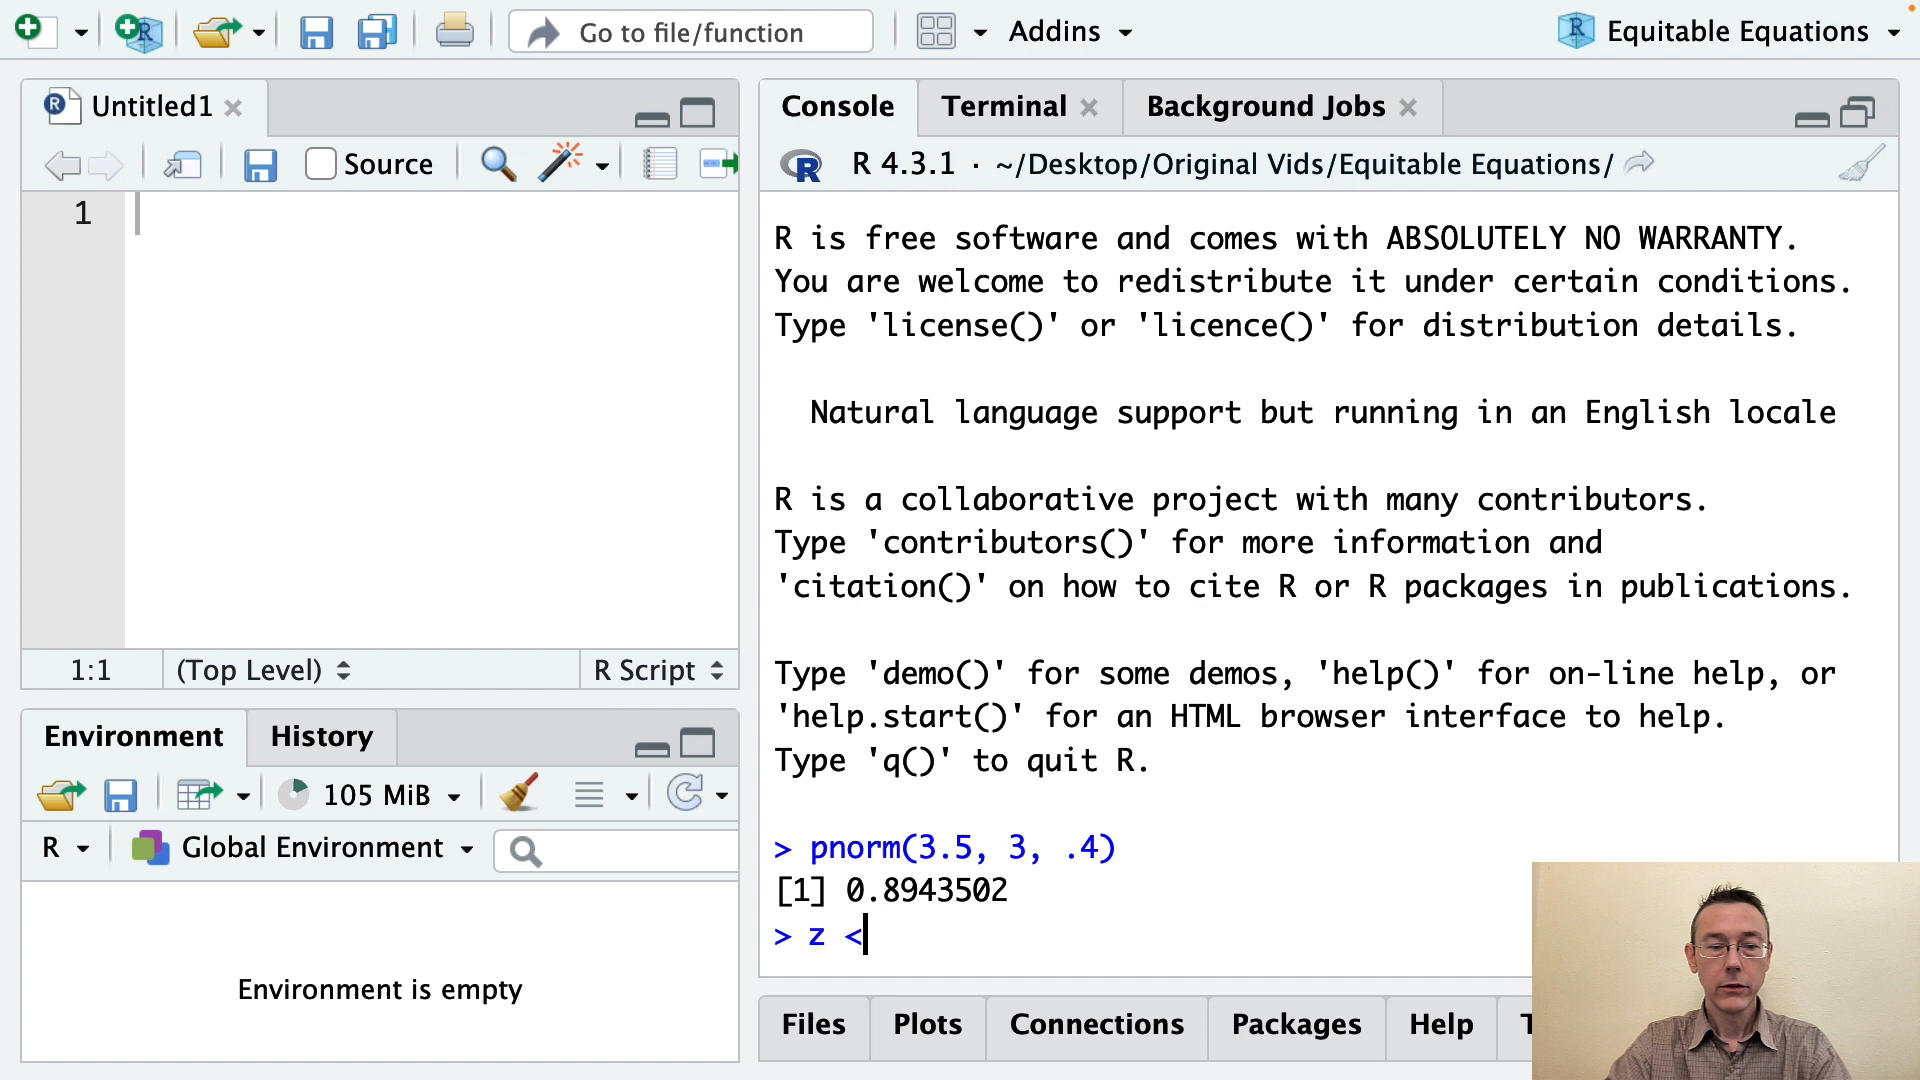 Go to file/function
Addins
Equitable Equations
Untitled1
Source
1
1:1
(Top Level)
R Script
Environment
History
105 MiB
R
Global Environment
Environment is empty
Console
Terminal
Background Jobs
R 4.3.1 · ~/Desktop/Original Vids/Equitable Equations/
R is free software and comes with ABSOLUTELY NO WARRANTY.
You are welcome to redistribute it under certain conditions.
Type 'license()' or 'licence()' for distribution details.
Natural language support but running in an English locale
R is a collaborative project with many contributors.
Type 'contributors()' for more information and
'citation()' on how to cite R or R packages in publications.
Type 'demo()' for some demos, 'help()' for on-line help, or
'help.start()' for an HTML browser interface to help.
Type 'q()' to quit R.
> pnorm(3.5, 3, .4)
[1] 0.8943502
> z <
Files
Plots
Connections
Packages
Help